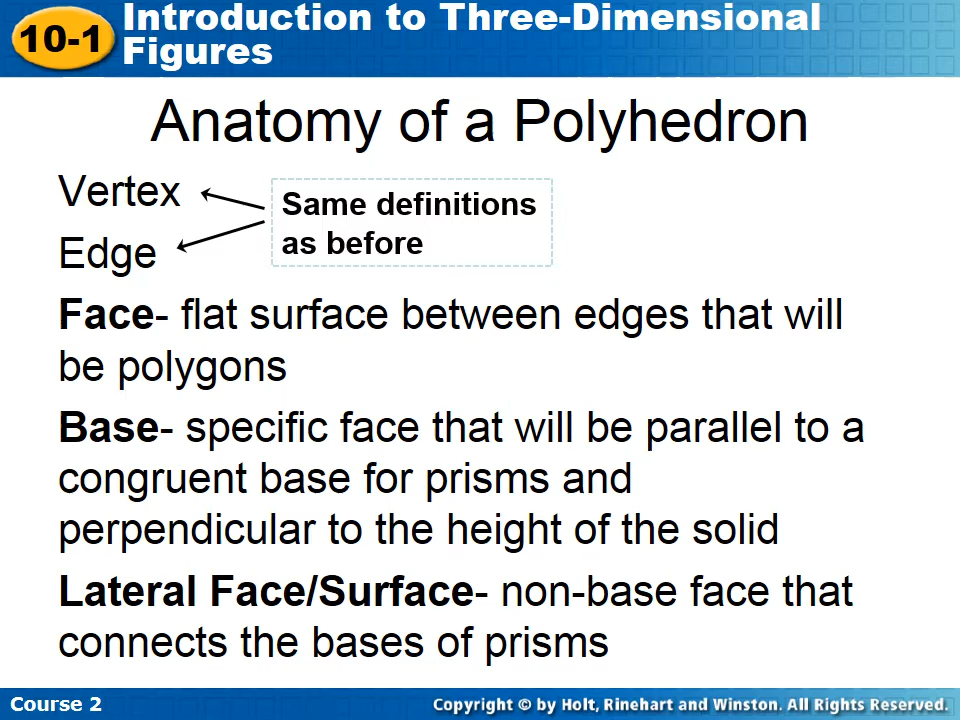 10-1
Introduction to Three-Dimensional
Figures
Anatomy of a Polyhedron
Vertex
Same definitions
as before
Edge
Face- flat surface between edges that will
be polygons
Base- specific face that will be parallel to a
congruent base for prisms and
perpendicular to the height of the solid
Lateral Face/Surface- non-base face that
connects the bases of prisms
Course 2
Copyright © by Holt, Rinehart and Winston. All Rights Reserved.